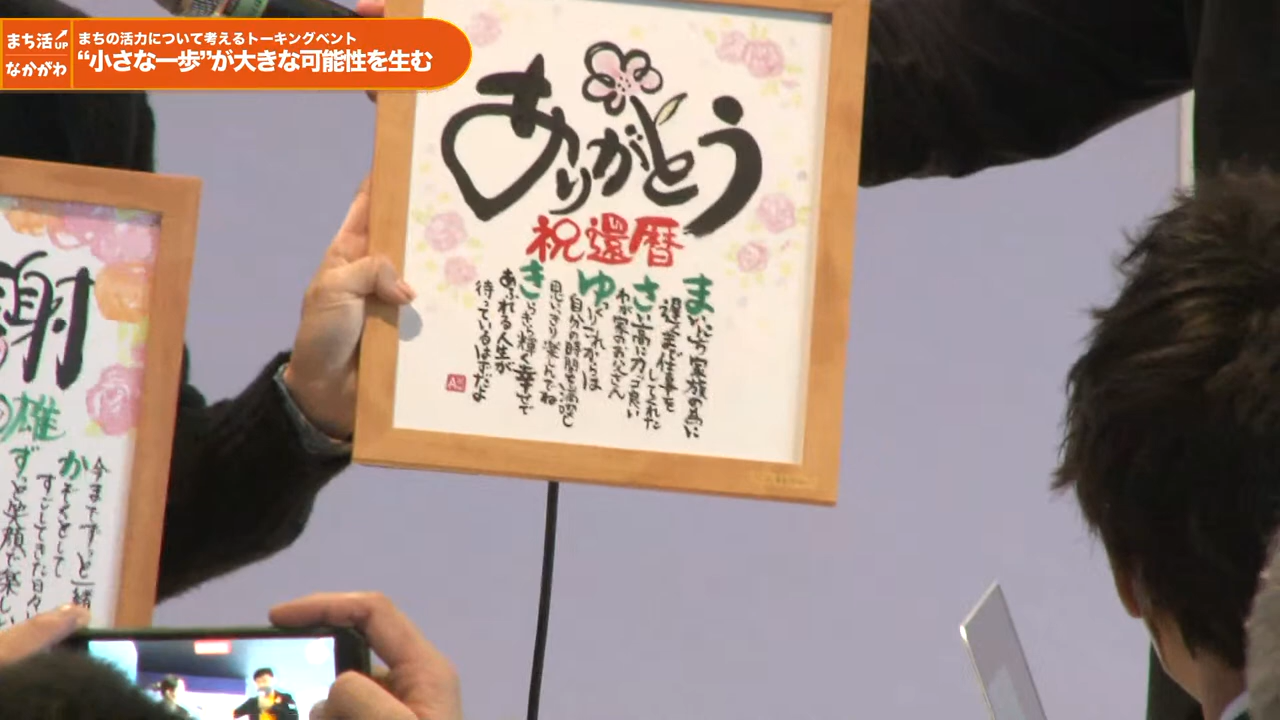 まち活UP
なかがわ
まちの活力について考えるトーキングベント
“小さな一歩”が大きな可能性を生む
ありがとう
祝還暦
まいにち家族の為に
遅くまで仕事を
してくれた
さい高にカッコ良い
わが家のお父さん
ゆっくりこれからは
自分の時間を満喫し
思いっきり楽しんでね
きらきら輝く幸せで
あふれる人生が
待っているはずだよ
謝
雄
今まで ずっと一緒
かぞくとして
すごしてきた日々
ずっと笑顔で楽しい